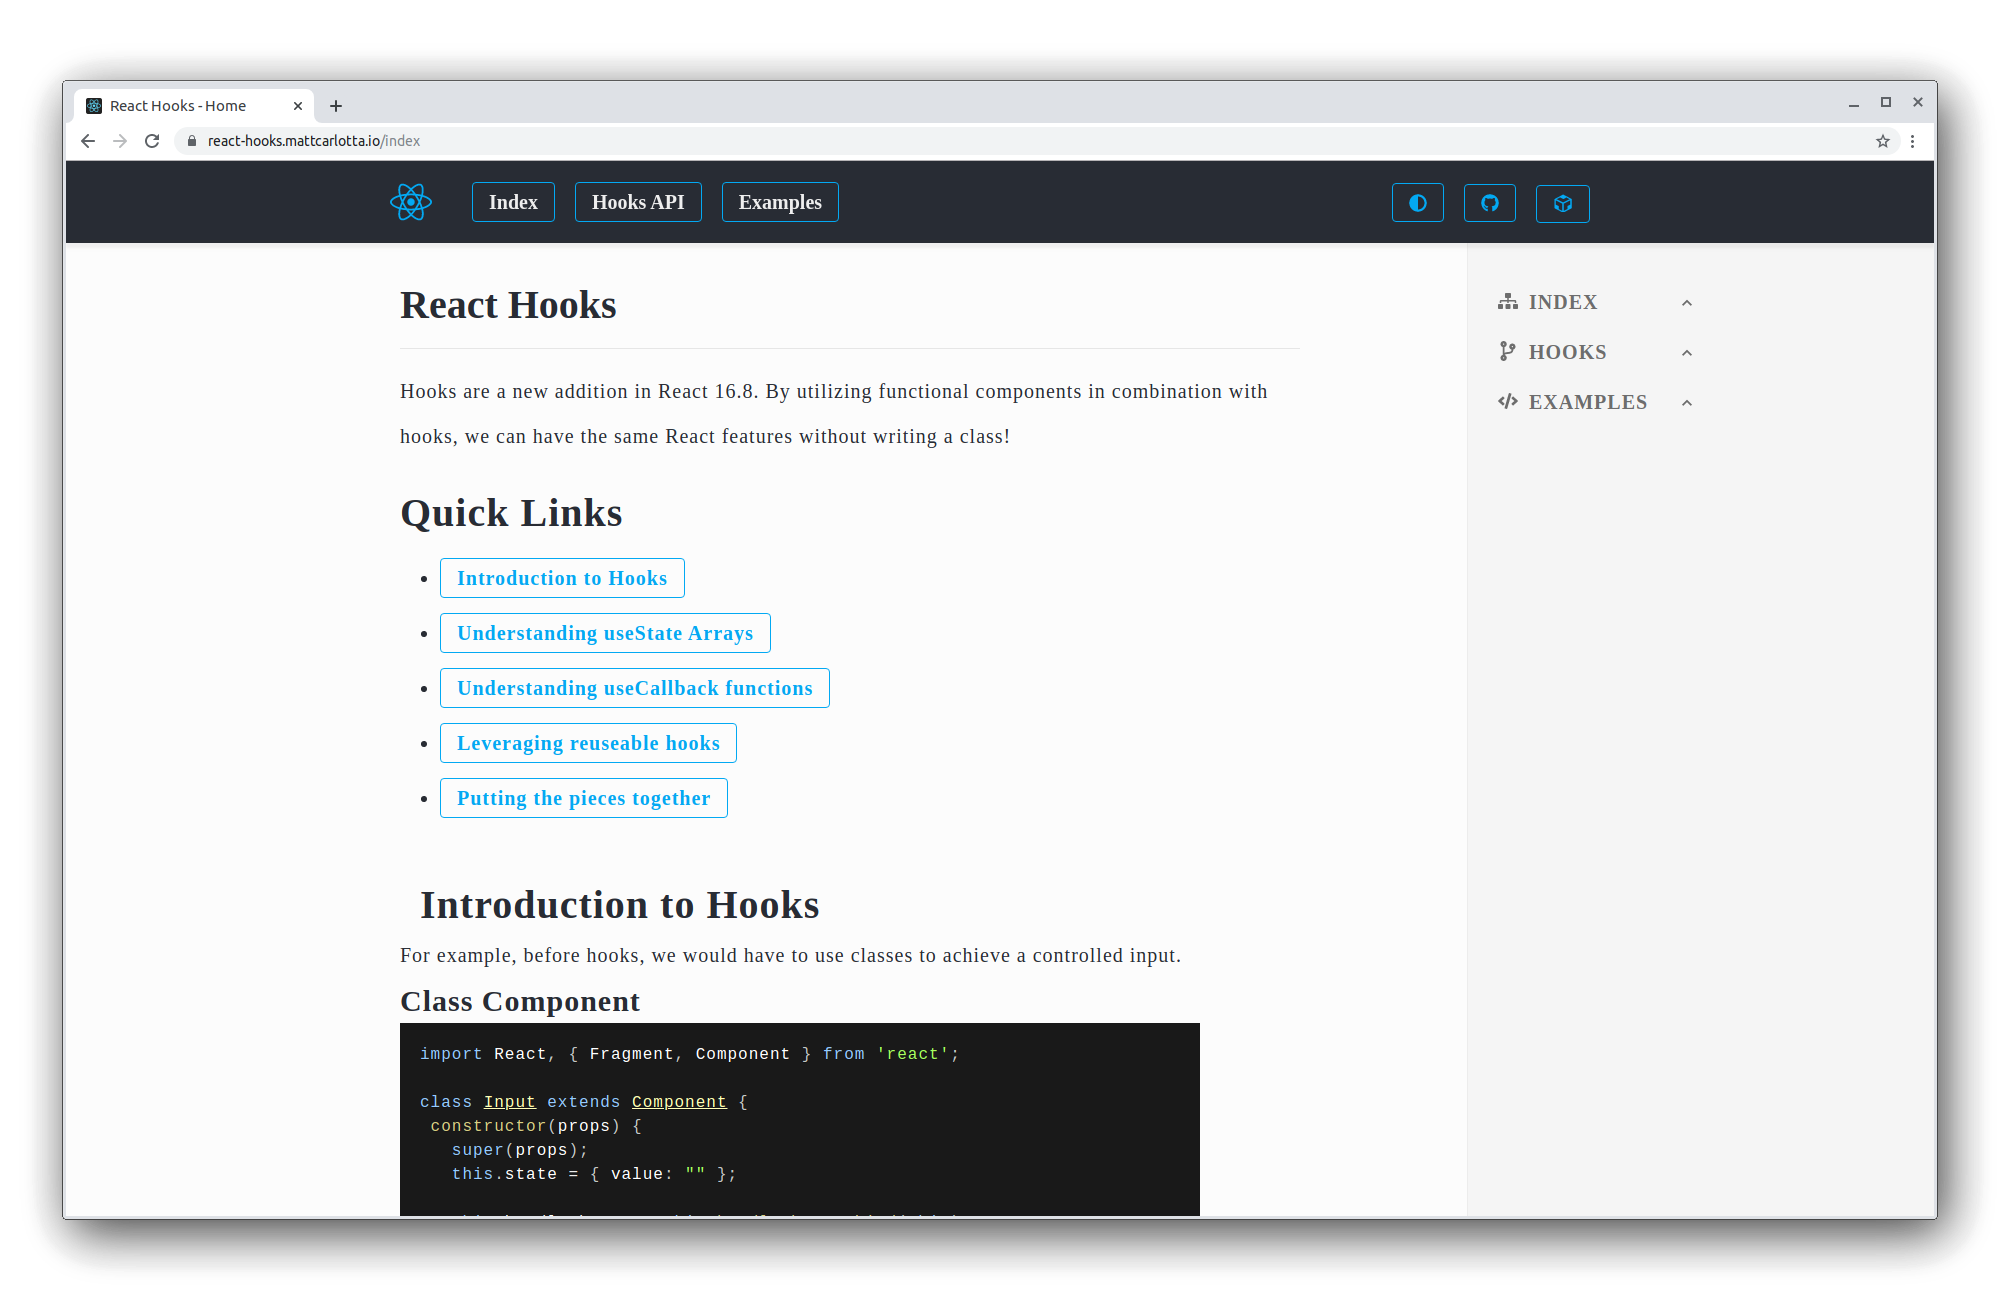 React Hooks - Home
react-hooks.mattcarlotta.io/index
Index Hooks API Examples
React Hooks
Hooks are a new addition in React 16.8. By utilizing functional components in combination with
hooks, we can have the same React features without writing a class!
Quick Links
Introduction to Hooks
Understanding useState Arrays
Understanding useCallback functions
Leveraging reuseable hooks
Putting the pieces together
Introduction to Hooks
For example, before hooks, we would have to use classes to achieve a controlled input.
Class Component
import React, { Fragment, Component } from 'react';
class Input extends Component {
constructor(props) {
super(props);
this.state = { value: "" };
INDEX
HOOKS
EXAMPLES